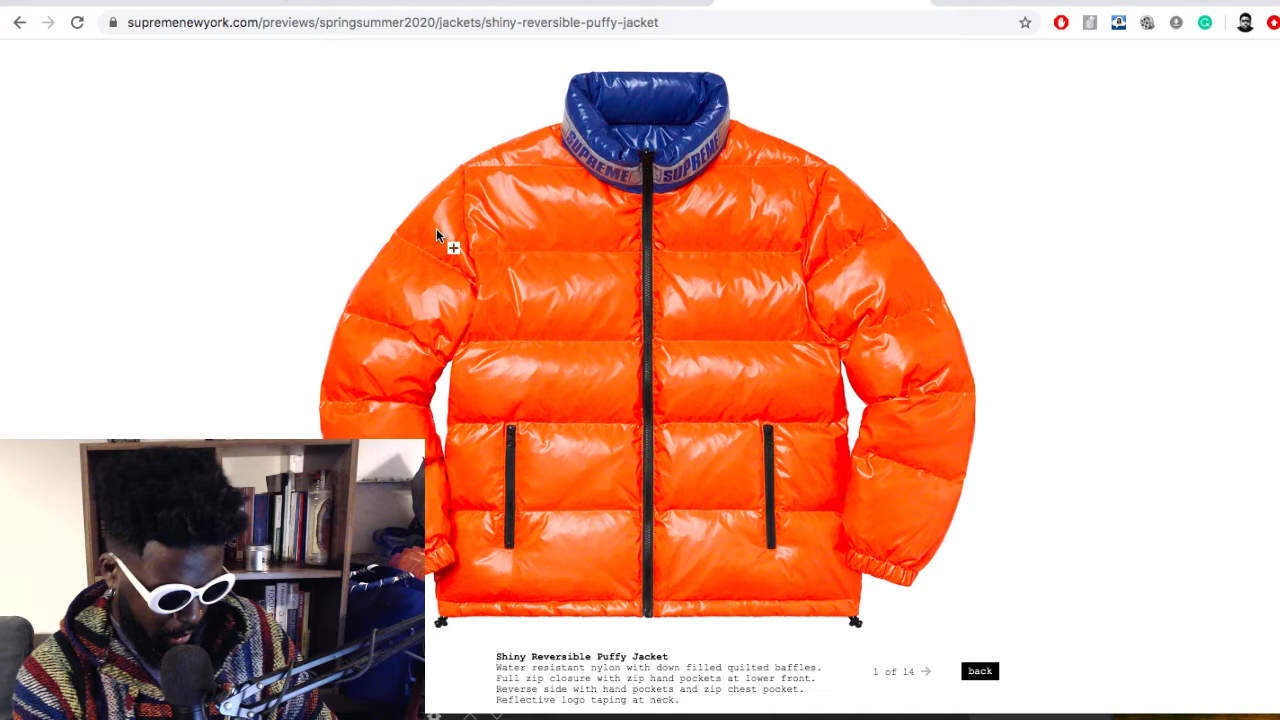 supremenewyork.com/previews/springsummer2020/jackets/shiny-reversible-puffy-jacket
SUPREME SUPREME
Shiny Reversible Puffy Jacket
Water resistant nylon with down filled quilted baffles.
Full zip closure with zip hand pockets at lower front.
Reverse side with hand pockets and zip chest pocket.
Reflective logo taping at neck.
1 of 14 →
back